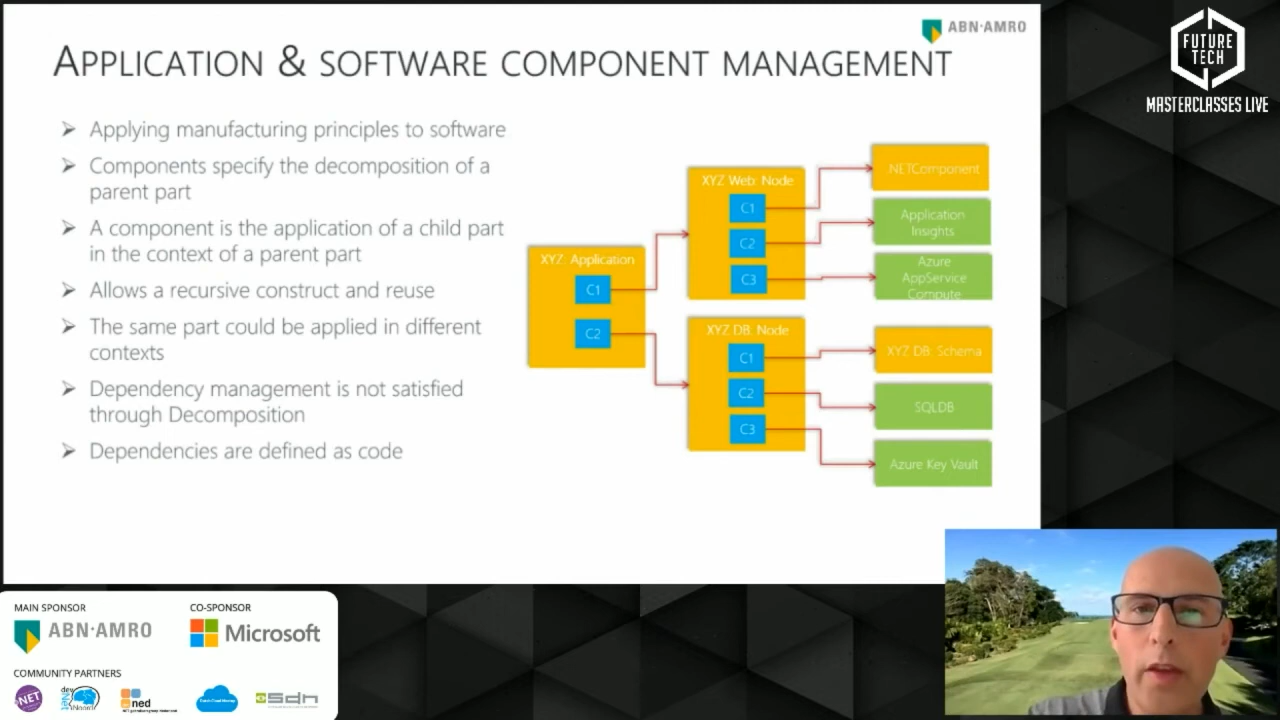 ABN·AMRO
APPLICATION & SOFTWARE COMPONENT MANAGEMENT
FUTURE
TECH
MASTERCLASSES LIVE
Applying manufacturing principles to software
Components specify the decomposition of a
parent part
A component is the application of a child part
in the context of a parent part
Allows a recursive construct and reuse
The same part could be applied in different
contexts
Dependency management is not satisfied
through Decomposition
Dependencies are defined as code
XYZ: Application
C1
C2
XYZ Web: Node
C1
C2
C3
XYZ DB: Node
C1
C2
C3
.NETComponent
Application
Insights
Azure
AppService
Compute
XYZ DB: Schema
SQLDB
Azure Key Vault
MAIN SPONSOR
ABN·AMRO
CO-SPONSOR
Microsoft
COMMUNITY PARTNERS
.NET
dev
Noord
ned
sdn